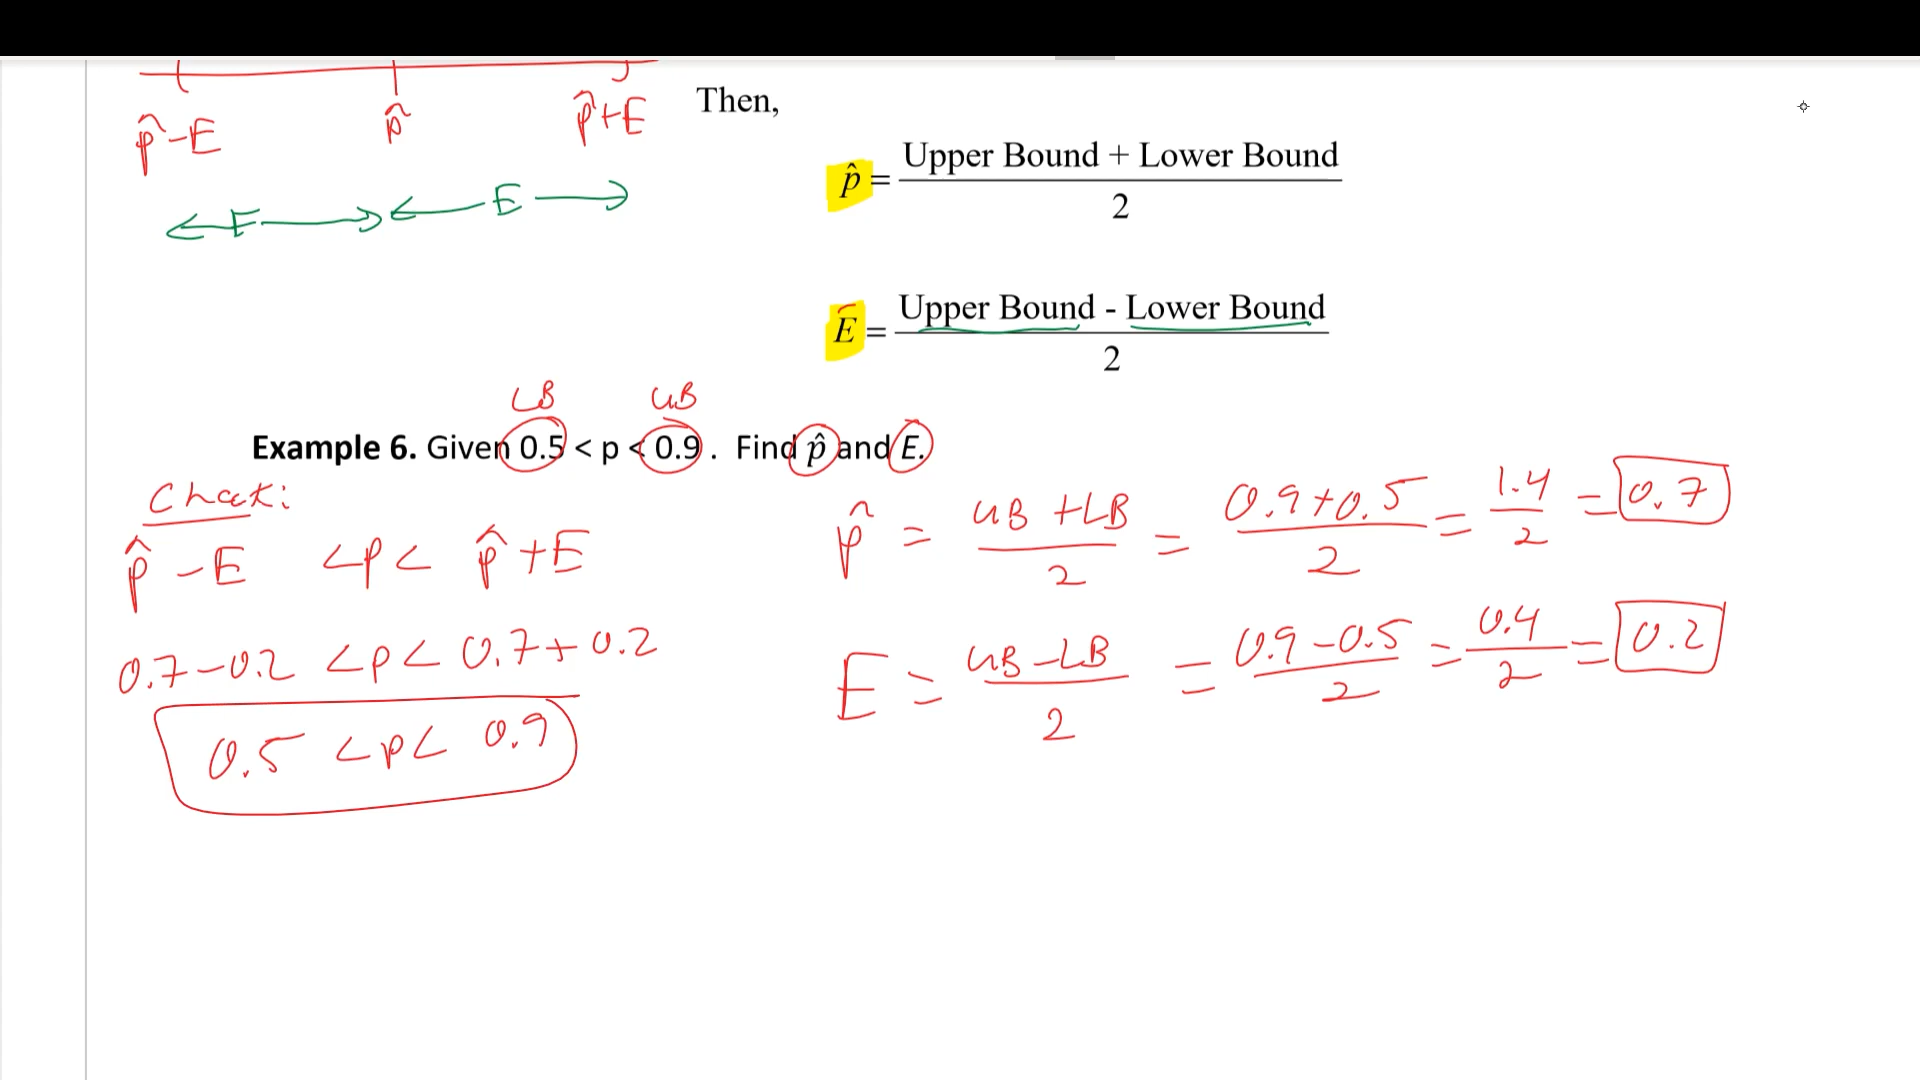 p̂ − E p̂ p̂ + E
E E
Then,
p̂ = (Upper Bound + Lower Bound) / 2
E = (Upper Bound - Lower Bound) / 2
LB UB
Example 6. Given 0.5 < p < 0.9 . Find p̂ and E.
Check:
p̂ − E < p < p̂ + E
0.7 − 0.2 < p < 0.7 + 0.2
0.5 < p < 0.9
p̂ = (UB + LB) / 2 = (0.9 + 0.5) / 2 = 1.4 / 2 = 0.7
E = (UB − LB) / 2 = (0.9 − 0.5) / 2 = 0.4 / 2 = 0.2